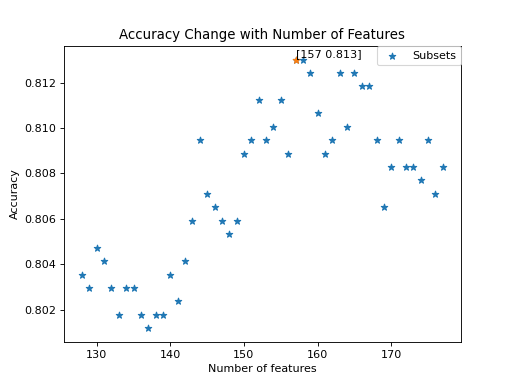 Accuracy Change with Number of Features
[157 0.813]
Subsets
0.812
0.810
0.808
0.806
0.804
0.802
Accuracy
130 140 150 160 170
Number of features